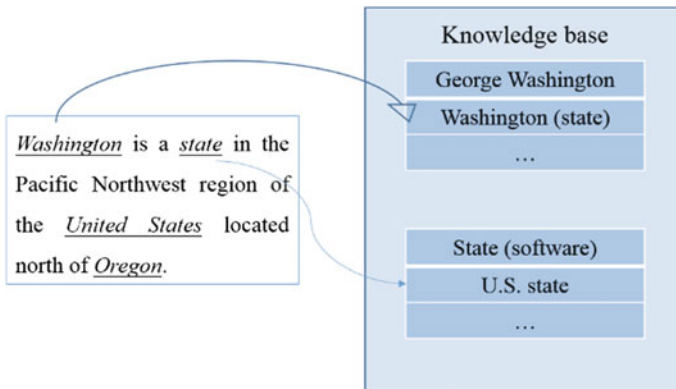 Knowledge base
George Washington
Washington (state)
…
Washington is a state in the
Pacific Northwest region of
the United States located
north of Oregon.
State (software)
U.S. state
…